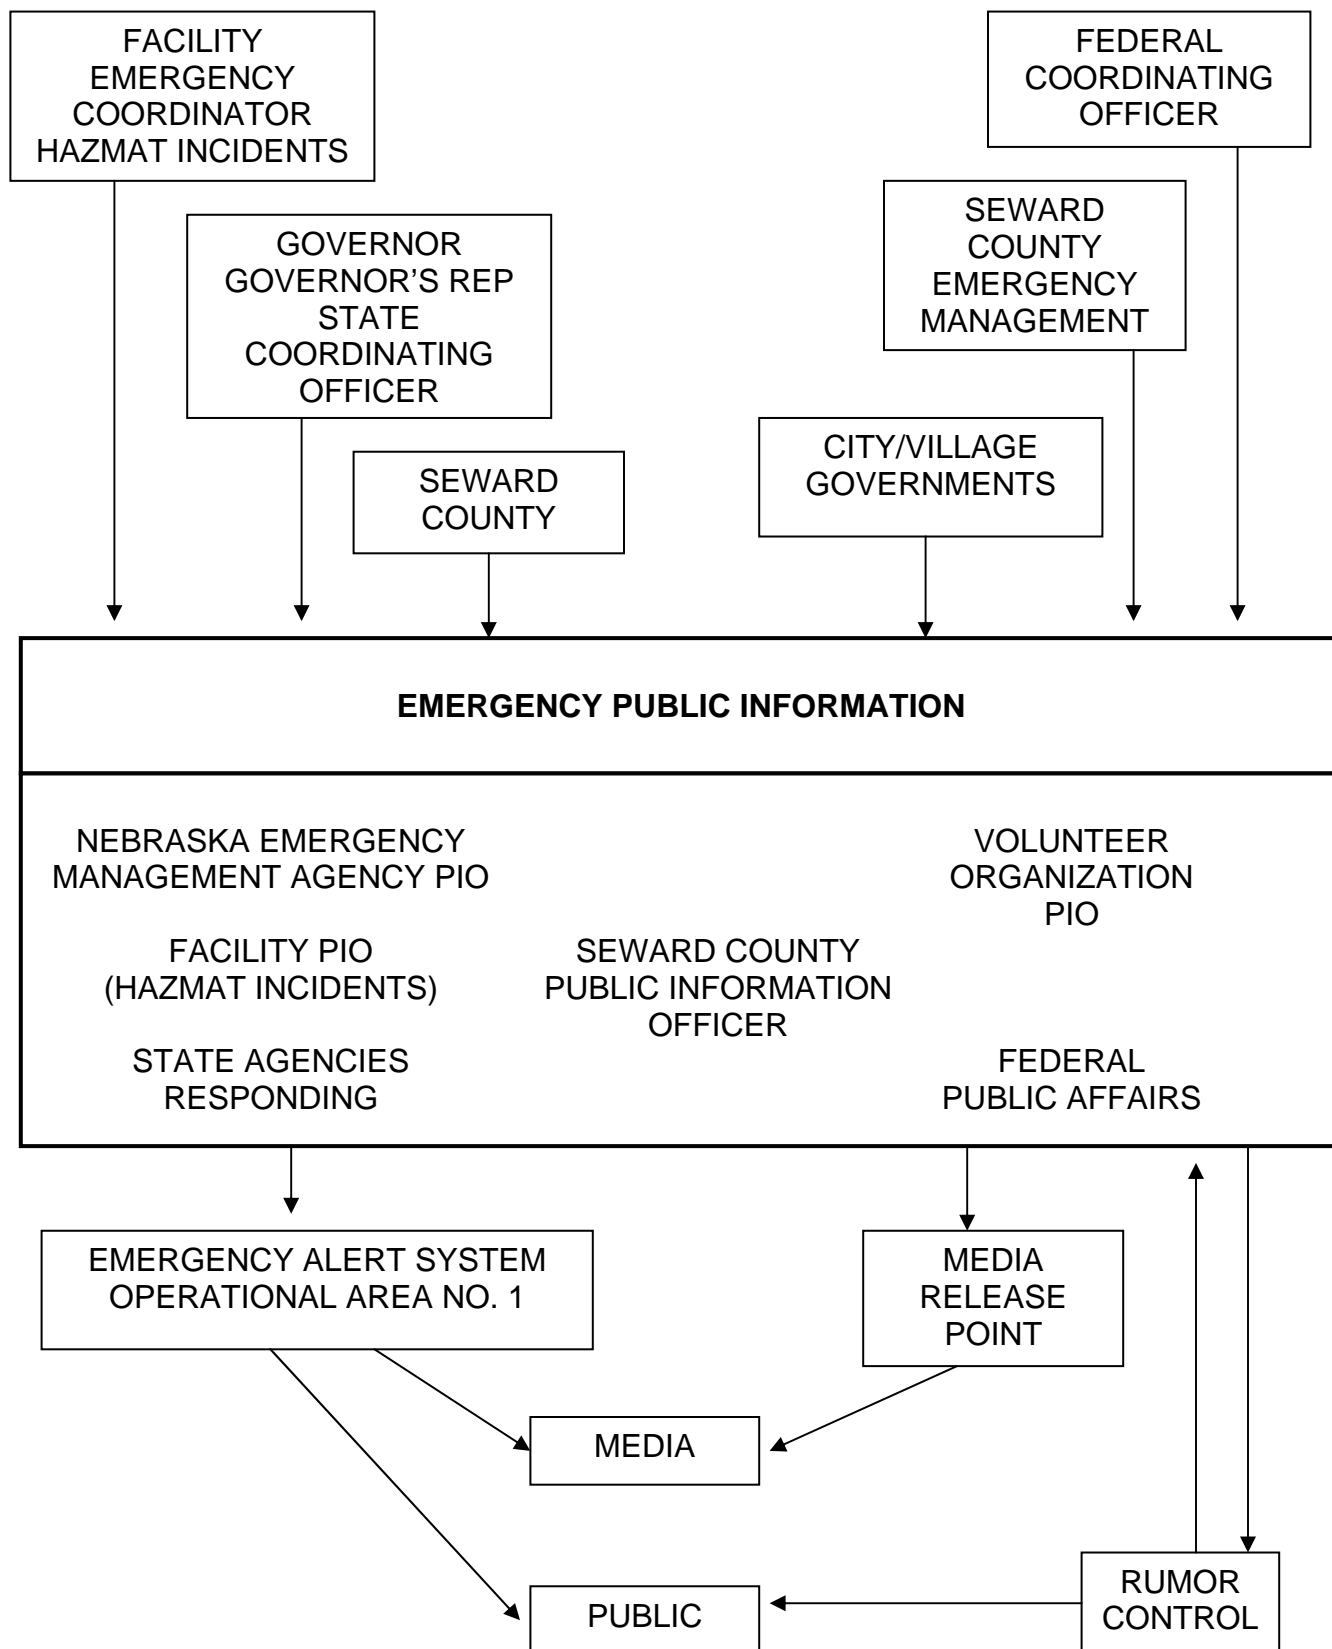 FACILITY
EMERGENCY
COORDINATOR
HAZMAT INCIDENTS
FEDERAL
COORDINATING
OFFICER
GOVERNOR
GOVERNOR’S REP
STATE
COORDINATING
OFFICER
SEWARD
COUNTY
EMERGENCY
MANAGEMENT
SEWARD
COUNTY
CITY/VILLAGE
GOVERNMENTS
EMERGENCY PUBLIC INFORMATION
NEBRASKA EMERGENCY
MANAGEMENT AGENCY PIO
VOLUNTEER
ORGANIZATION
PIO
FACILITY PIO
(HAZMAT INCIDENTS)
SEWARD COUNTY
PUBLIC INFORMATION
OFFICER
STATE AGENCIES
RESPONDING
FEDERAL
PUBLIC AFFAIRS
EMERGENCY ALERT SYSTEM
OPERATIONAL AREA NO. 1
MEDIA
RELEASE
POINT
MEDIA
PUBLIC
RUMOR
CONTROL